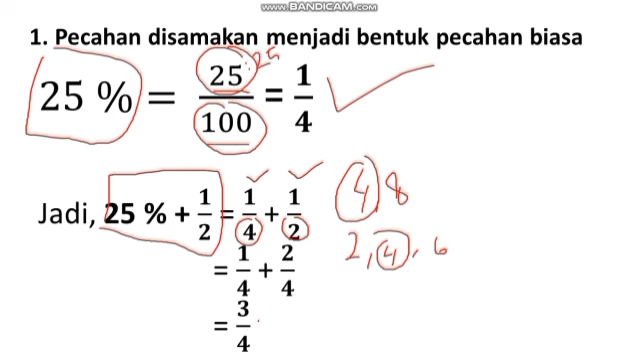 www.BANDICAM.com
1. Pecahan disamakan menjadi bentuk pecahan biasa
25 % = 25/100 = 1/4
:25
Jadi, 25 % + 1/2 = 1/4 + 1/2
= 1/4 + 2/4
= 3/4
4, 8
2, 4, 6